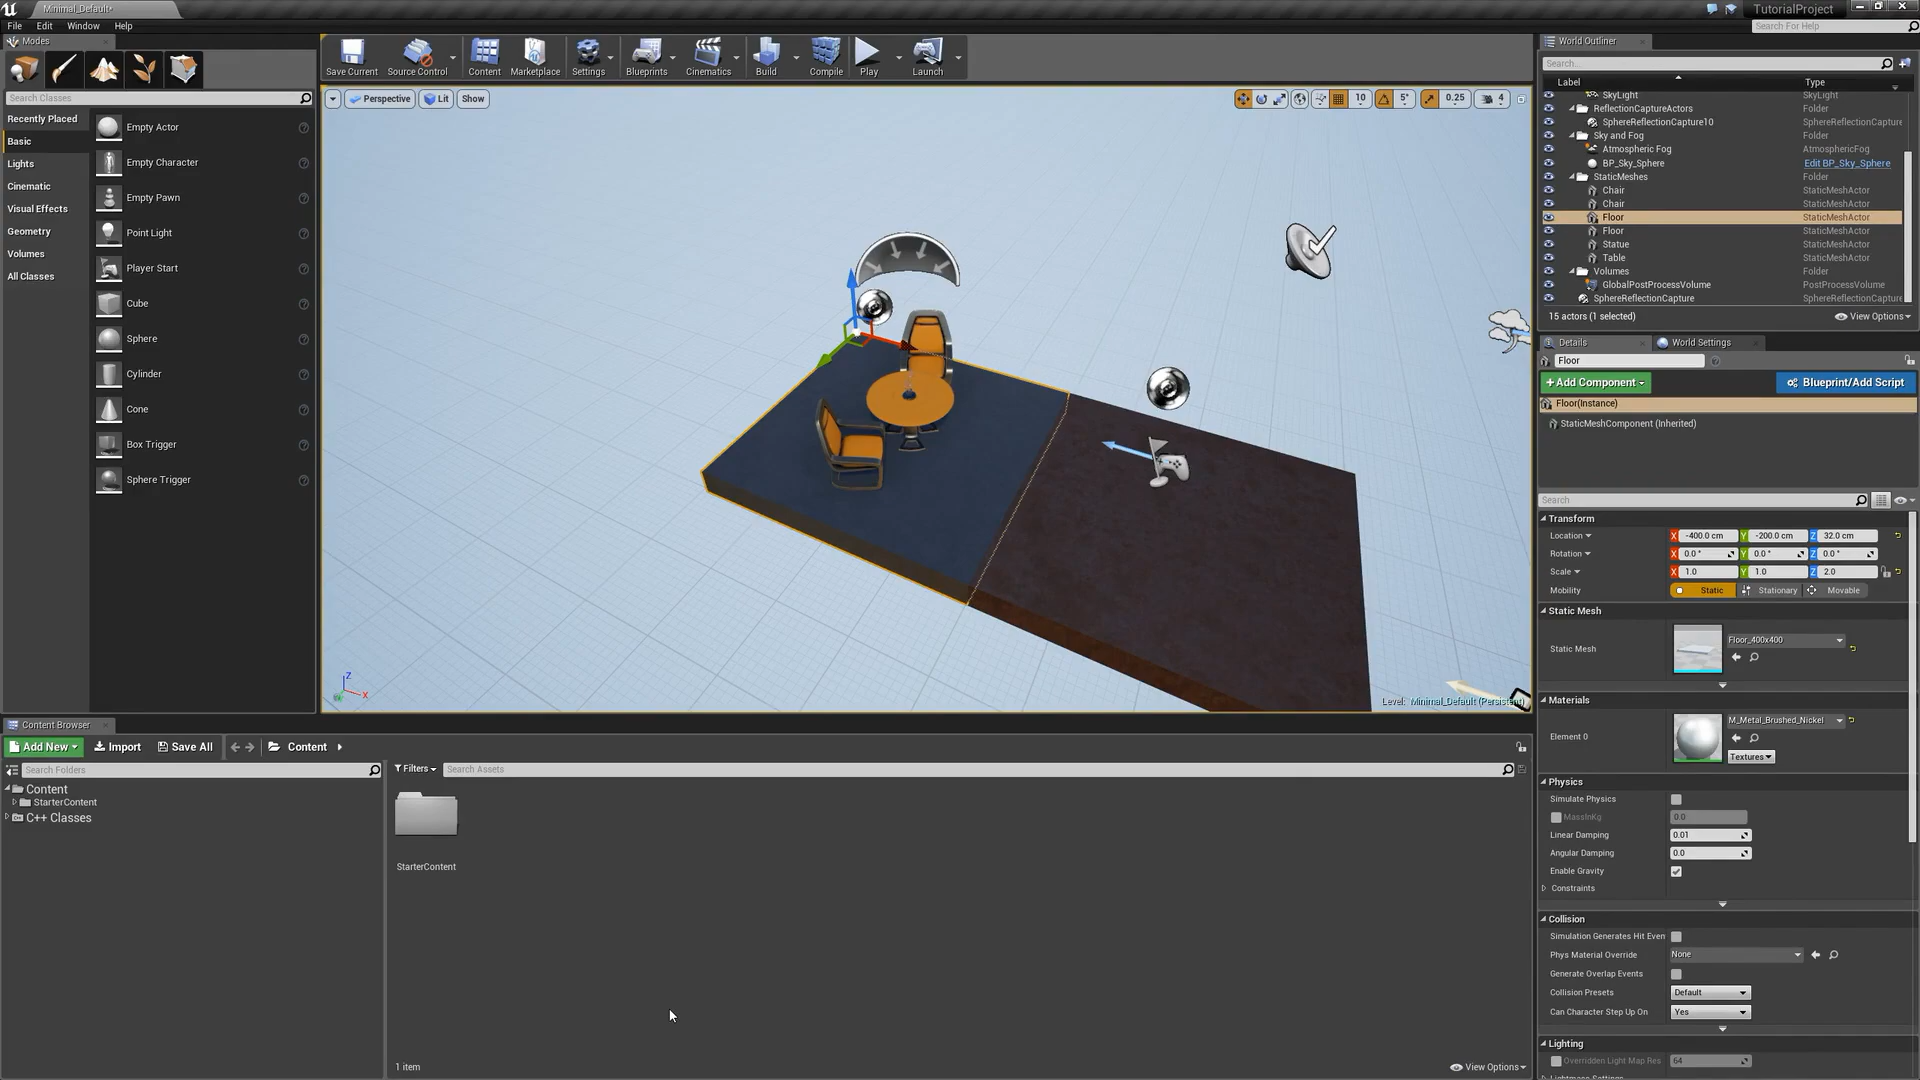 Minimal_Default*
TutorialProject
File Edit Window Help
Search For Help
Modes
Search Classes
Recently Placed
Basic
Lights
Cinematic
Visual Effects
Geometry
Volumes
All Classes
Empty Actor
Empty Character
Empty Pawn
Point Light
Player Start
Cube
Sphere
Cylinder
Cone
Box Trigger
Sphere Trigger
Save Current Source Control Content Marketplace Settings Blueprints Cinematics Build Compile Play Launch
Perspective Lit Show
10 5° 0.25 4
Level: Minimal_Default (Persistent)
World Outliner
Search...
Label Type
SkyLight SkyLight
ReflectionCaptureActors Folder
SphereReflectionCapture10 SphereReflectionCapture
Sky and Fog Folder
Atmospheric Fog AtmosphericFog
BP_Sky_Sphere Edit BP_Sky_Sphere
StaticMeshes Folder
Chair StaticMeshActor
Chair StaticMeshActor
Floor StaticMeshActor
Floor StaticMeshActor
Statue StaticMeshActor
Table StaticMeshActor
Volumes Folder
GlobalPostProcessVolume PostProcessVolume
SphereReflectionCapture SphereReflectionCapture
15 actors (1 selected) View Options
Details World Settings
Floor
+Add Component Blueprint/Add Script
Floor(Instance)
StaticMeshComponent (Inherited)
Search
Transform
Location X -400.0 cm Y -200.0 cm Z 32.0 cm
Rotation X 0.0 ° Y 0.0 ° Z 0.0 °
Scale X 1.0 Y 1.0 Z 2.0
Mobility Static Stationary Movable
Static Mesh
Static Mesh Floor_400x400
Materials
Element 0 M_Metal_Brushed_Nickel
Textures
Physics
Simulate Physics
MassInKg 0.0
Linear Damping 0.01
Angular Damping 0.0
Enable Gravity
Constraints
Collision
Simulation Generates Hit Even
Phys Material Override None
Generate Overlap Events
Collision Presets Default
Can Character Step Up On Yes
Lighting
Overridden Light Map Res 64
Lightmass Settings
Content Browser
Add New Import Save All Content
Search Folders
Content
StarterContent
C++ Classes
Filters Search Assets
StarterContent
1 item View Options
X
Z